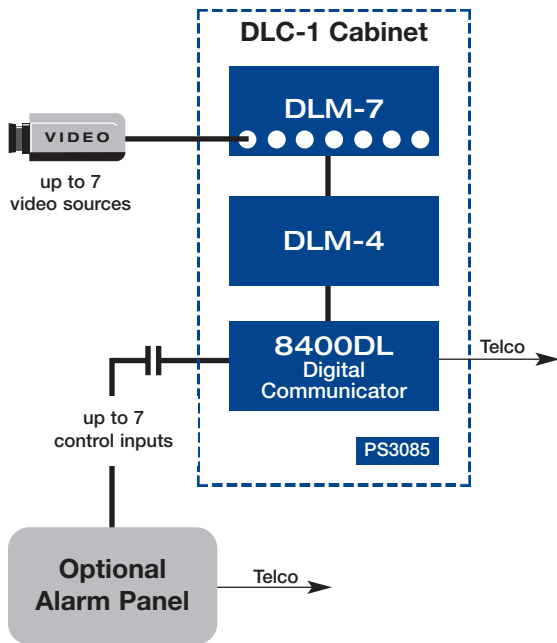 DLC-1 Cabinet
DLM-7
VIDEO
up to 7
video sources
DLM-4
8400DL
Digital
Communicator
Telco
up to 7
control inputs
PS3085
Optional
Alarm Panel
Telco